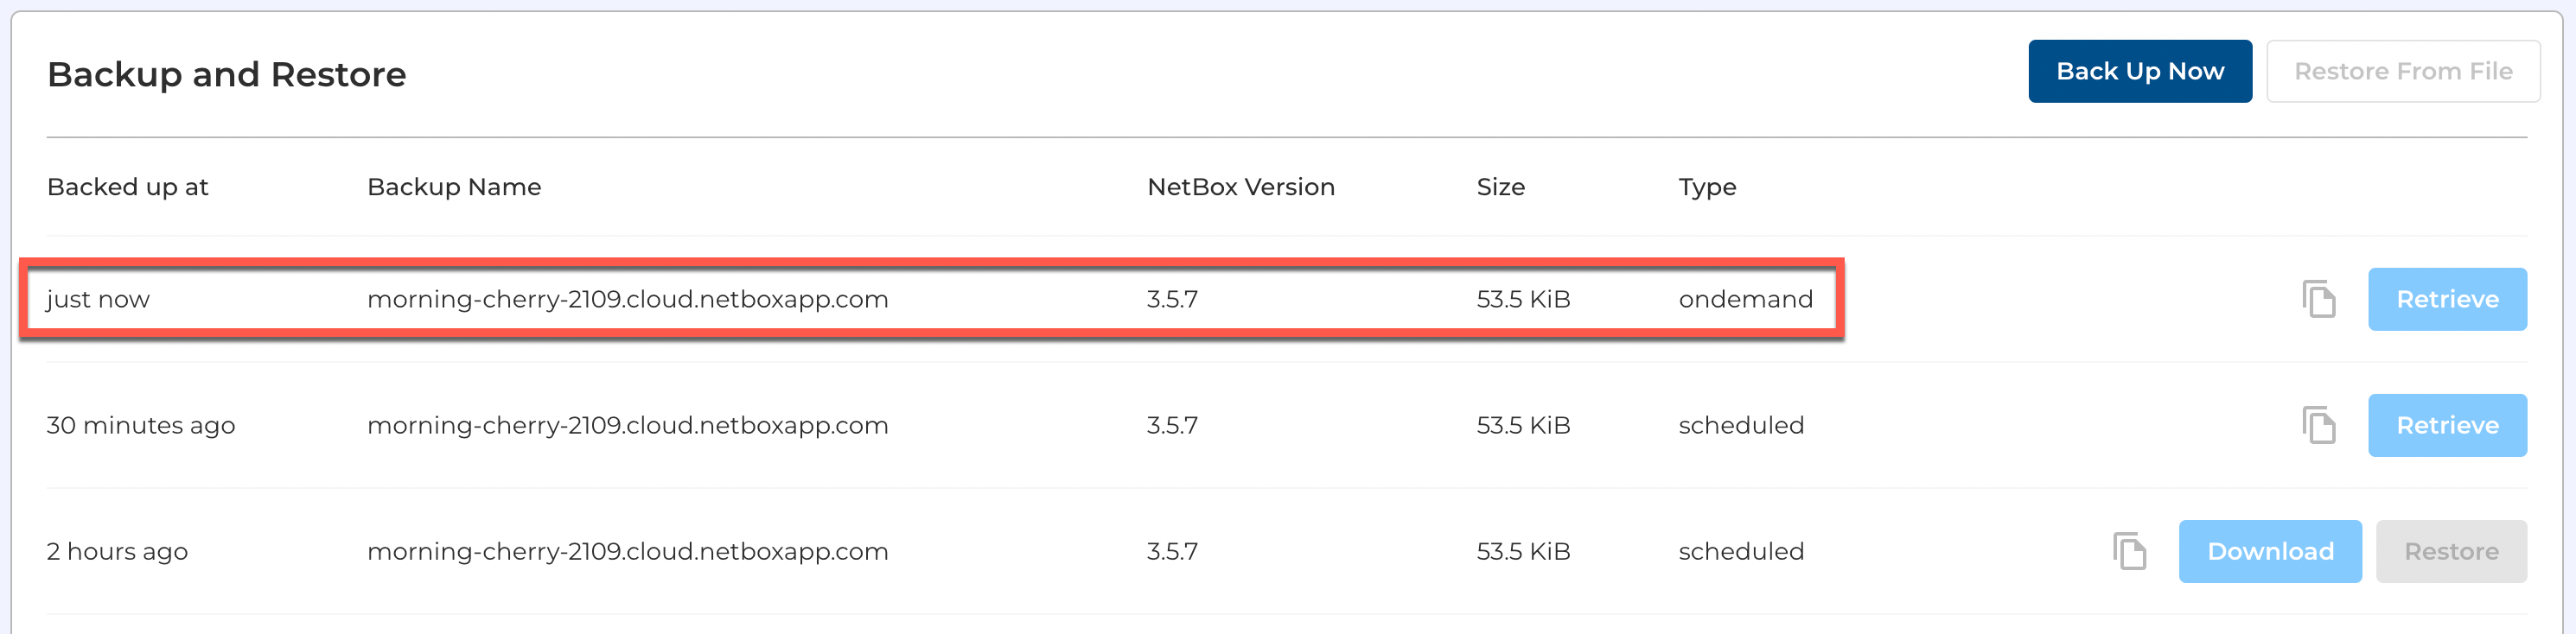 Backup and Restore
Back Up Now
Restore From File
Backed up at Backup Name NetBox Version Size Type
just now morning-cherry-2109.cloud.netboxapp.com 3.5.7 53.5 KiB ondemand Retrieve
30 minutes ago morning-cherry-2109.cloud.netboxapp.com 3.5.7 53.5 KiB scheduled Retrieve
2 hours ago morning-cherry-2109.cloud.netboxapp.com 3.5.7 53.5 KiB scheduled Download Restore